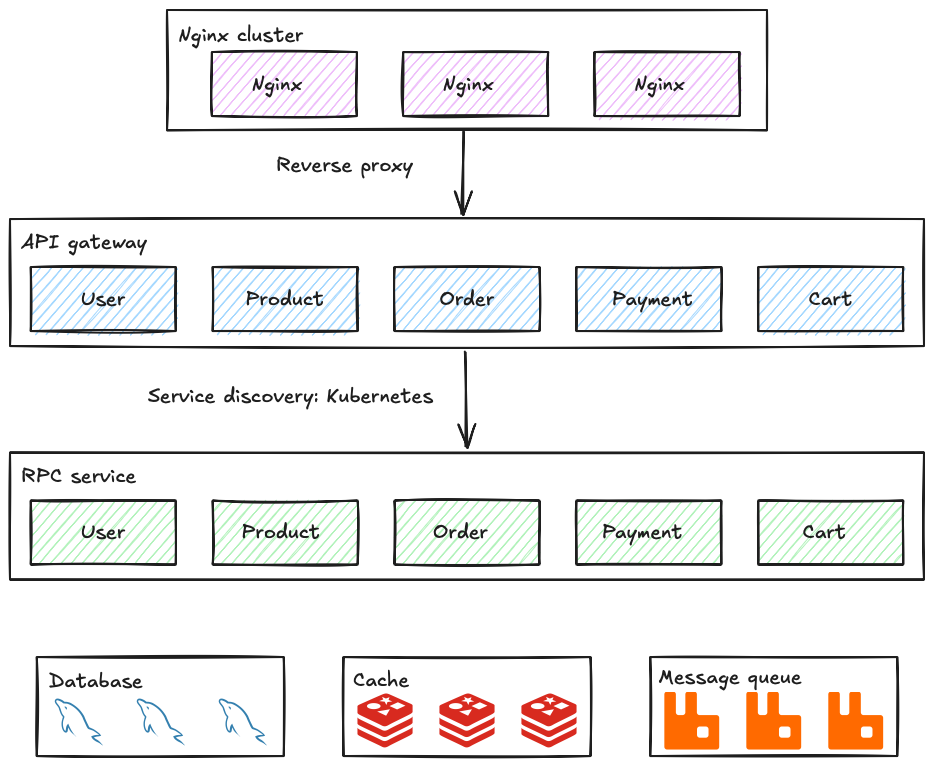 Nginx cluster
Nginx
Nginx
Nginx
Reverse proxy
API gateway
User
Product
Order
Payment
Cart
Service discovery: Kubernetes
RPC service
User
Product
Order
Payment
Cart
Database
Cache
Message queue